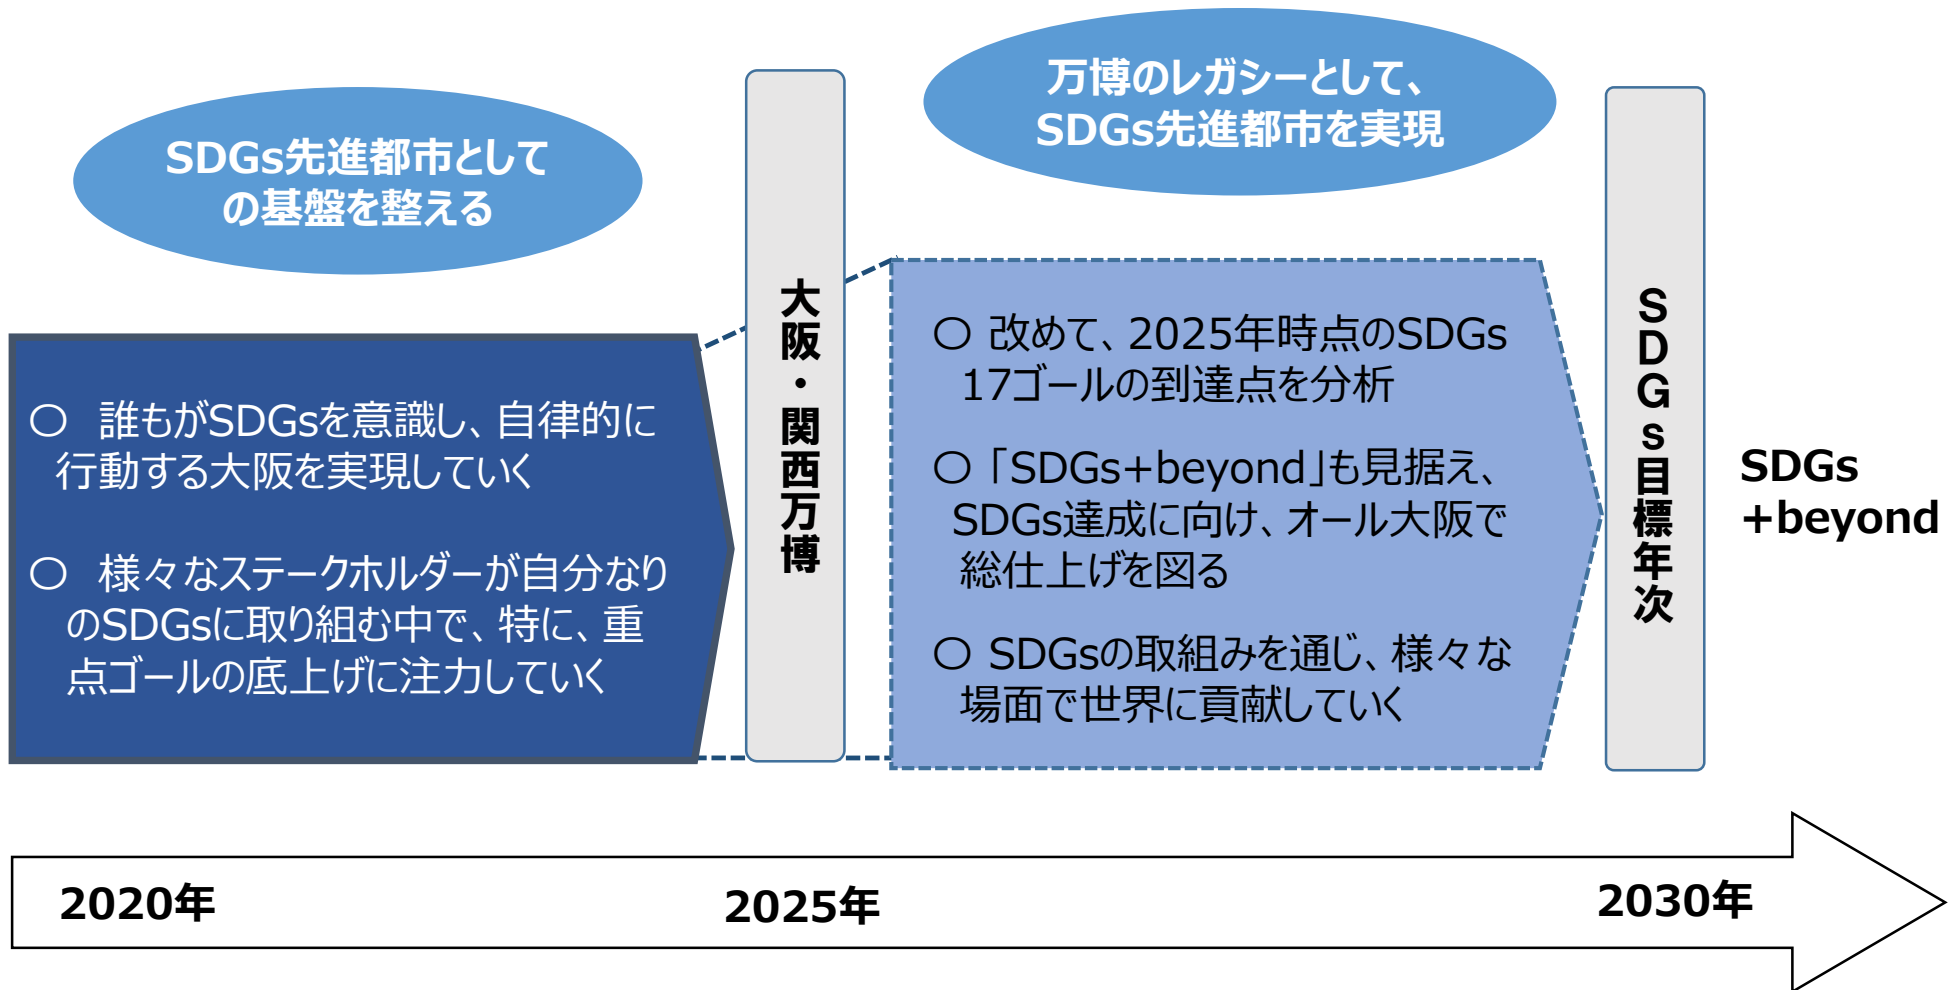 SDGs先進都市として
の基盤を整える
〇 誰もがSDGsを意識し、自律的に
行動する大阪を実現していく
〇 様々なステークホルダーが自分なり
のSDGsに取り組む中で、特に、重
点ゴールの底上げに注力していく
大阪・関西万博
万博のレガシーとして、
SDGs先進都市を実現
〇 改めて、2025年時点のSDGs
17ゴールの到達点を分析
〇「SDGs+beyond」も見据え、
SDGs達成に向け、オール大阪で
総仕上げを図る
〇 SDGsの取組みを通じ、様々な
場面で世界に貢献していく
SDGs目標年次
SDGs
+beyond
2020年
2025年
2030年